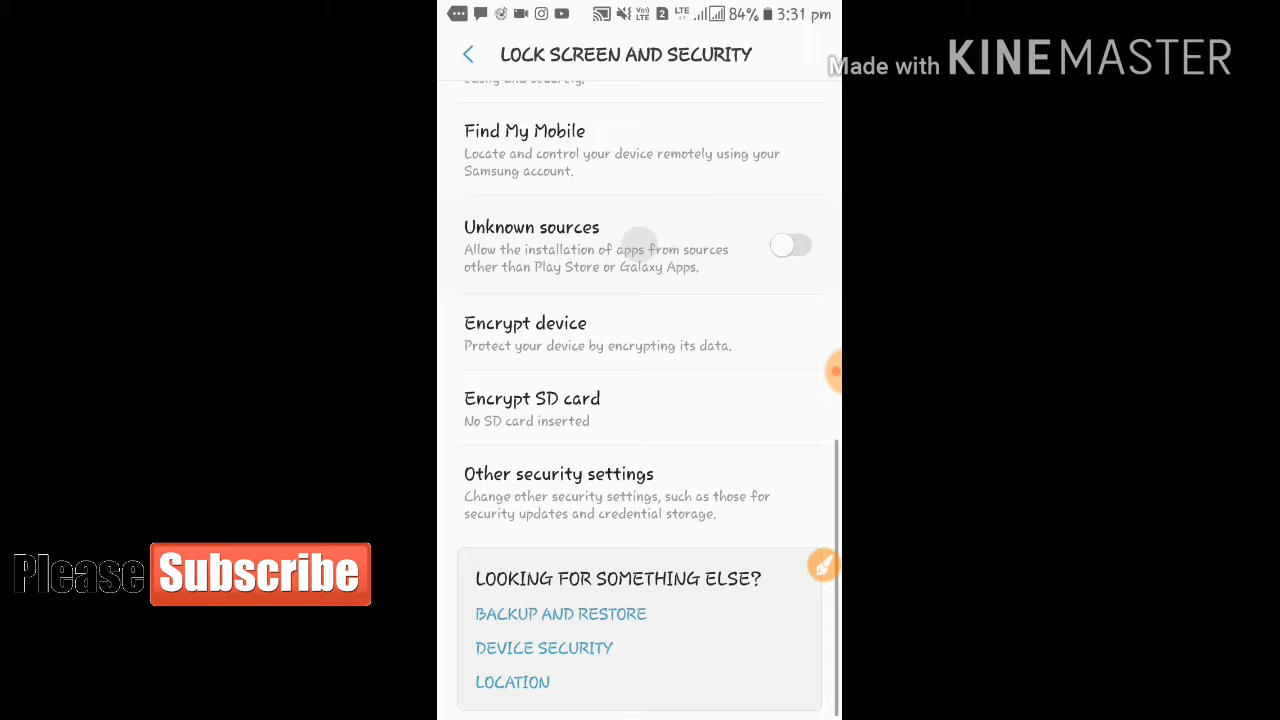 84% 3:31 pm
LOCK SCREEN AND SECURITY
Made with KINEMASTER
easily and securely.
Find My Mobile
Locate and control your device remotely using your
Samsung account.
Unknown sources
Allow the installation of apps from sources
other than Play Store or Galaxy Apps.
Encrypt device
Protect your device by encrypting its data.
Encrypt SD card
No SD card inserted
Other security settings
Change other security settings, such as those for
security updates and credential storage.
Please Subscribe
LOOKING FOR SOMETHING ELSE?
BACKUP AND RESTORE
DEVICE SECURITY
LOCATION